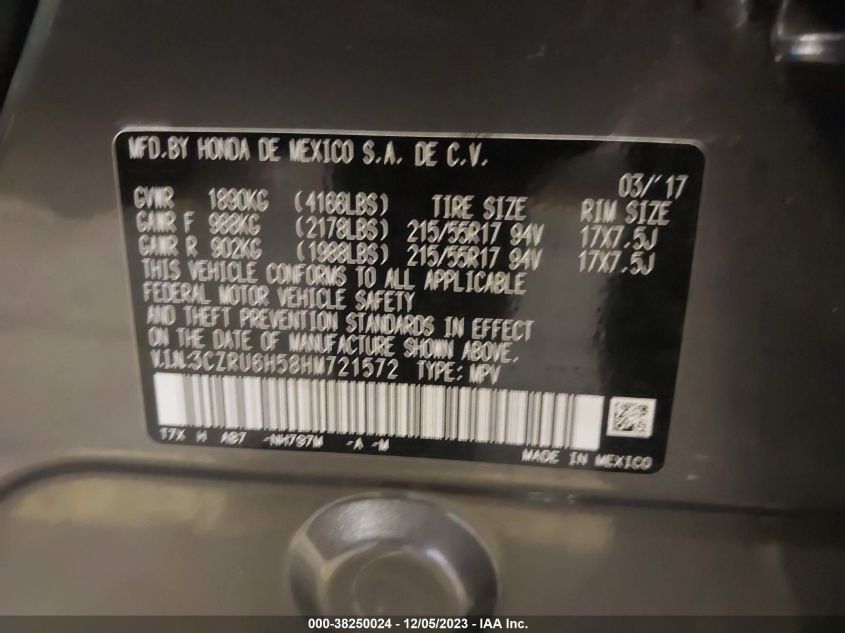 MFD.BY HONDA DE MEXICO S.A. DE C.V.
03/"17
GVWR 1890KG (4168LBS) TIRE SIZE RIM SIZE
GAWR F 988KG (2178LBS) 215/55R17 94V 17X7.5J
GAWR R 902KG (1988LBS) 215/55R17 94V 17X7.5J
THIS VEHICLE CONFORMS TO ALL APPLICABLE
FEDERAL MOTOR VEHICLE SAFETY
AND THEFT PREVENTION STANDARDS IN EFFECT
ON THE DATE OF MANUFACTURE SHOWN ABOVE.
V.I.N:3CZRU6H58HM721572 TYPE: MPV
T7X H A87 -NH797M -A -M
MADE IN MEXICO
000-38250024 - 12/05/2023 - IAA Inc.